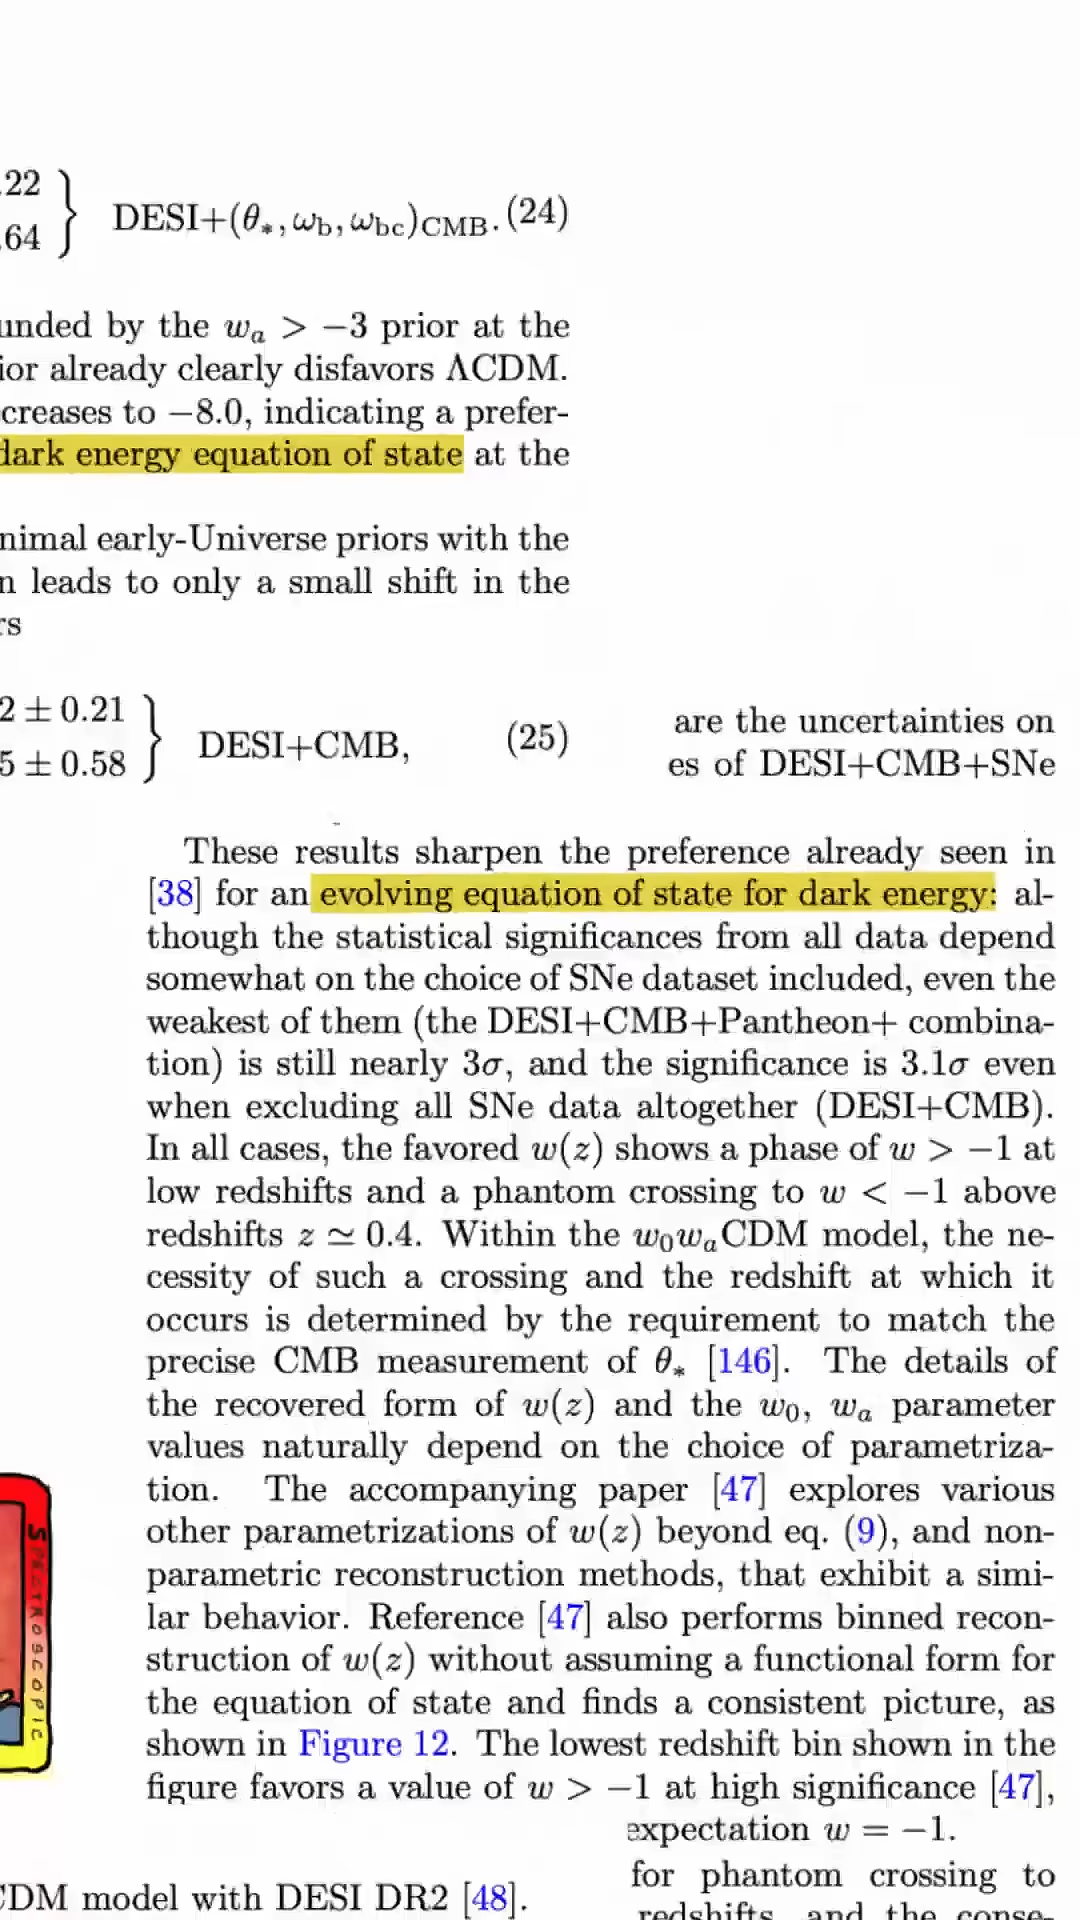 .22
.64
DESI+(θ*, ωb, ωbc)CMB. (24)
unded by the wa > −3 prior at the
ior already clearly disfavors ΛCDM.
creases to −8.0, indicating a prefer-
dark energy equation of state at the
nimal early-Universe priors with the
n leads to only a small shift in the
rs
2 ± 0.21
5 ± 0.58
DESI+CMB, (25)
are the uncertainties on
es of DESI+CMB+SNe
These results sharpen the preference already seen in
[38] for an evolving equation of state for dark energy: al-
though the statistical significances from all data depend
somewhat on the choice of SNe dataset included, even the
weakest of them (the DESI+CMB+Pantheon+ combina-
tion) is still nearly 3σ, and the significance is 3.1σ even
when excluding all SNe data altogether (DESI+CMB).
In all cases, the favored w(z) shows a phase of w > −1 at
low redshifts and a phantom crossing to w < −1 above
redshifts z ≃ 0.4. Within the w0waCDM model, the ne-
cessity of such a crossing and the redshift at which it
occurs is determined by the requirement to match the
precise CMB measurement of θ* [146]. The details of
the recovered form of w(z) and the w0, wa parameter
values naturally depend on the choice of parametriza-
tion. The accompanying paper [47] explores various
other parametrizations of w(z) beyond eq. (9), and non-
parametric reconstruction methods, that exhibit a simi-
lar behavior. Reference [47] also performs binned recon-
struction of w(z) without assuming a functional form for
the equation of state and finds a consistent picture, as
shown in Figure 12. The lowest redshift bin shown in the
figure favors a value of w > −1 at high significance [47],
expectation w = −1.
for phantom crossing to
redshifts, and the conse-
CDM model with DESI DR2 [48].
SPECTROSCOPIC